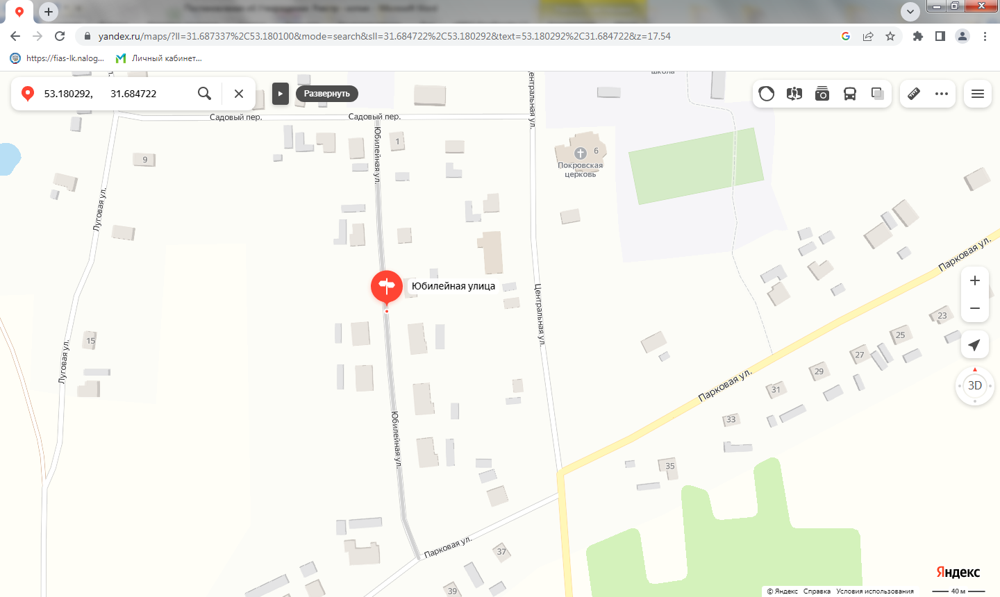 yandex.ru/maps/?ll=31.687337%2C53.180100&mode=search&sll=31.684722%2C53.180292&text=53.180292%2C31.684722&z=17.54
https://fias-lk.nalog...
Личный кабинет...
школа
53.180292, 31.684722
Развернуть
Садовый пер.
Садовый пер.
Центральная ул.
Юбилейная ул.
1
9
6
Покровская
церковь
Луговая ул.
Парковая ул.
Юбилейная улица
Центральная ул.
23
15
25
Луговая ул.
27
29
Парковая ул.
31
3D
33
Юбилейная ул.
35
Парковая ул.
37
39
Яндекс
© Яндекс Справка Условия использования
40 м